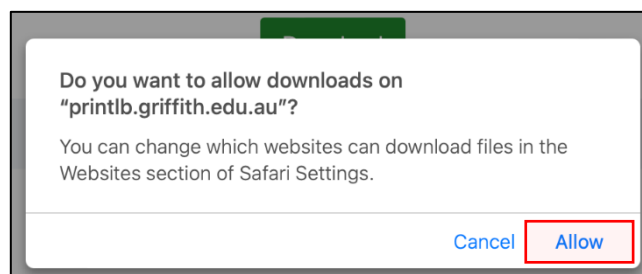 Do you want to allow downloads on
“printlb.griffith.edu.au”?
You can change which websites can download files in the
Websites section of Safari Settings.
Cancel Allow